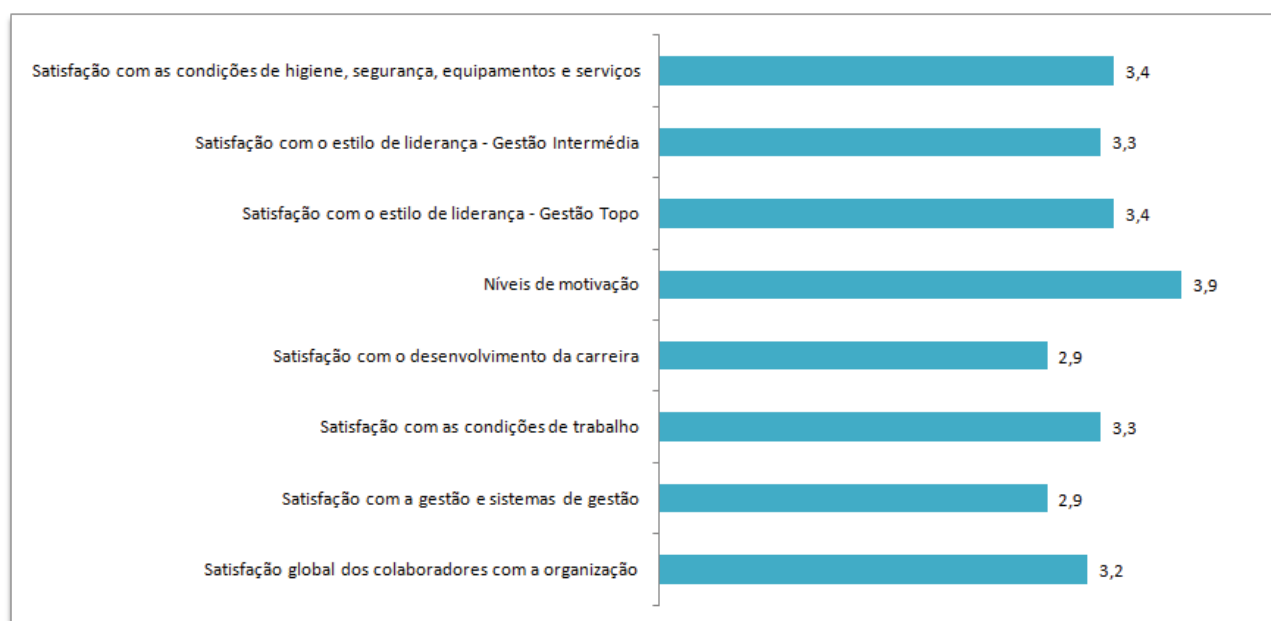 Satisfação com as condições de higiene, segurança, equipamentos e serviços 3,4
Satisfação com o estilo de liderança - Gestão Intermédia 3,3
Satisfação com o estilo de liderança - Gestão Topo 3,4
Níveis de motivação 3,9
Satisfação com o desenvolvimento da carreira 2,9
Satisfação com as condições de trabalho 3,3
Satisfação com a gestão e sistemas de gestão 2,9
Satisfação global dos colaboradores com a organização 3,2